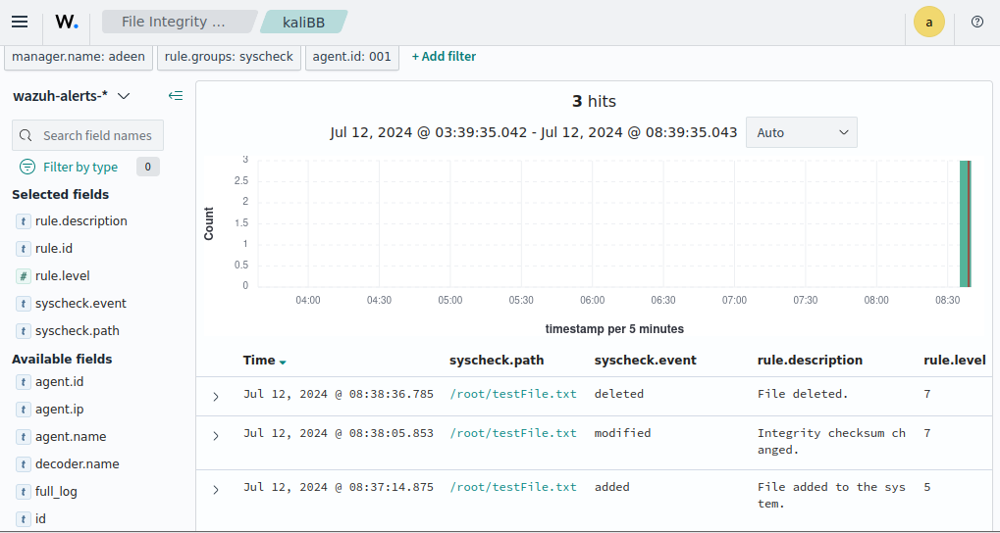 W. File Integrity ... kaliBB a
manager.name: adeen rule.groups: syscheck agent.id: 001 + Add filter
wazuh-alerts-*
Search field names
Filter by type 0
Selected fields
t rule.description
t rule.id
# rule.level
t syscheck.event
t syscheck.path
Available fields
t agent.id
t agent.ip
t agent.name
t decoder.name
t full_log
t id
3 hits
Jul 12, 2024 @ 03:39:35.042 - Jul 12, 2024 @ 08:39:35.043 Auto
Count
3
2.5
2
1.5
1
0.5
0
04:00 04:30 05:00 05:30 06:00 06:30 07:00 07:30 08:00 08:30
timestamp per 5 minutes
Time syscheck.path syscheck.event rule.description rule.level
Jul 12, 2024 @ 08:38:36.785 /root/testFile.txt deleted File deleted. 7
Jul 12, 2024 @ 08:38:05.853 /root/testFile.txt modified Integrity checksum ch 7
anged.
Jul 12, 2024 @ 08:37:14.875 /root/testFile.txt added File added to the sys 5
tem.